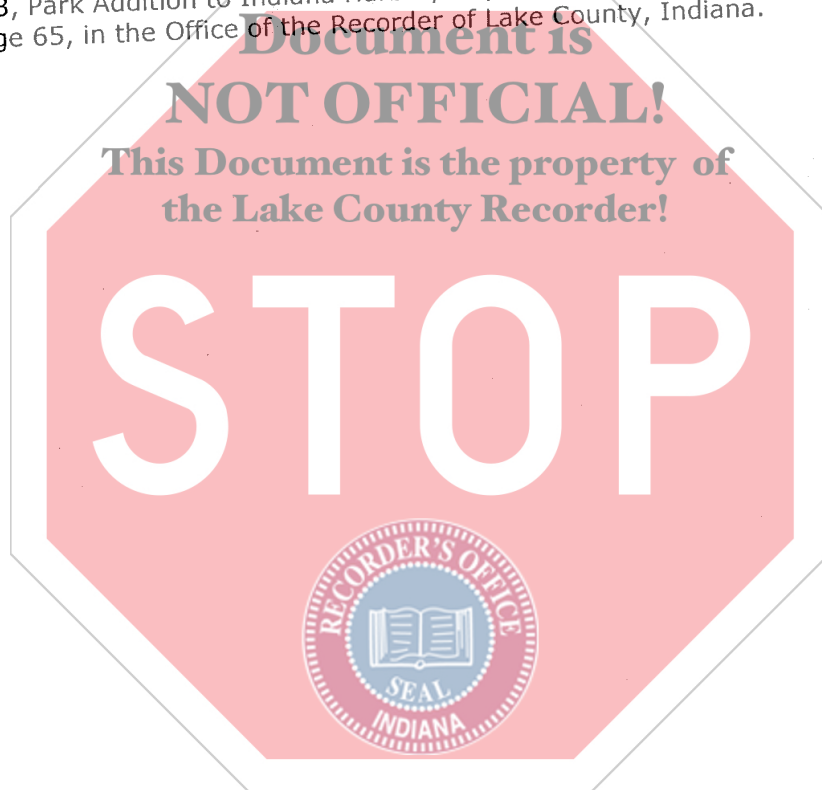 3, Park Addition to Indiana
ge 65, in the Office of the Recorder of Lake County, Indiana.
Document is
NOT OFFICIAL!
This Document is the property of
the Lake County Recorder!
STOP
RECORDER'S OFFICE
SEAL
INDIANA